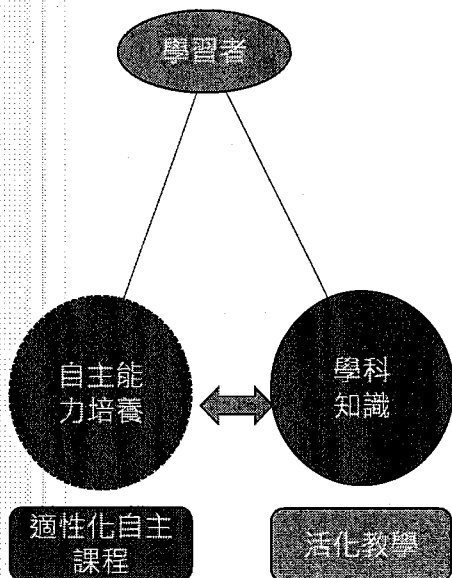 學習者
自主能
力培養
學科
知識
適性化自主
課程
活化教學